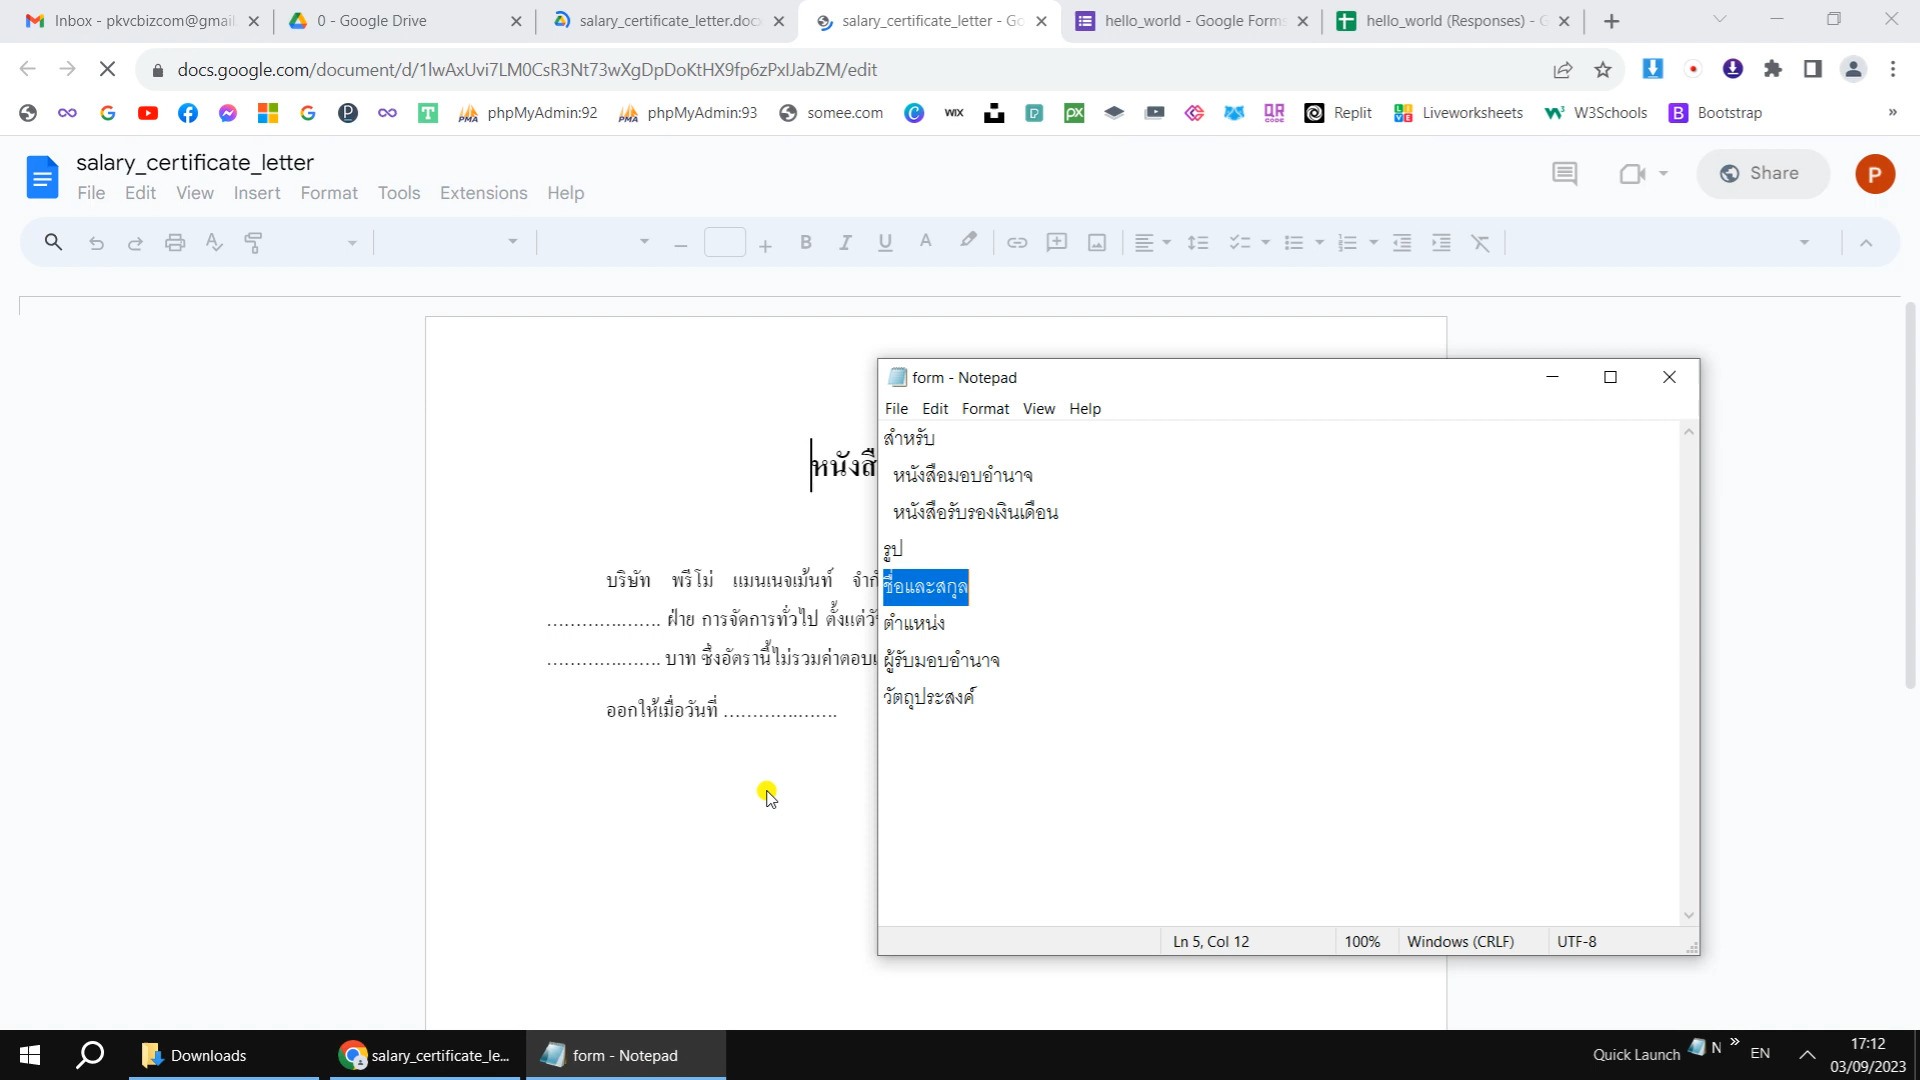 Inbox - pkvcbizcom@gmail.
0 - Google Drive
salary_certificate_letter.docx
salary_certificate_letter - Go
hello_world - Google Forms
hello_world (Responses) - G
docs.google.com/document/d/1lwAxUvi7LM0CsR3Nt73wXgDpDoKtHX9fp6zPxIJabZM/edit
phpMyAdmin:92
phpMyAdmin:93
somee.com
WIX
Replit
Liveworksheets
W3Schools
Bootstrap
salary_certificate_letter
File Edit View Insert Format Tools Extensions Help
Share
P
form - Notepad
File Edit Format View Help
สำหรับ
หนังสือมอบอำนาจ
หนังสือรับรองเงินเดือน
รูป
ชื่อและสกุล
ตำแหน่ง
ผู้รับมอบอำนาจ
วัตถุประสงค์
Ln 5, Col 12 100% Windows (CRLF) UTF-8
หนังสื
บริษัท พรีโม่ แมนเนจเม้นท์ จำกั
…………….……. ฝ่าย การจัดการทั่วไป ตั้งแต่วั
…………….……. บาท ซึ่งอัตรานี้ไม่รวมค่าตอบแ
ออกให้เมื่อวันที่ …………….…….
Downloads
salary_certificate_le...
form - Notepad
Quick Launch
N
EN
17:12
03/09/2023